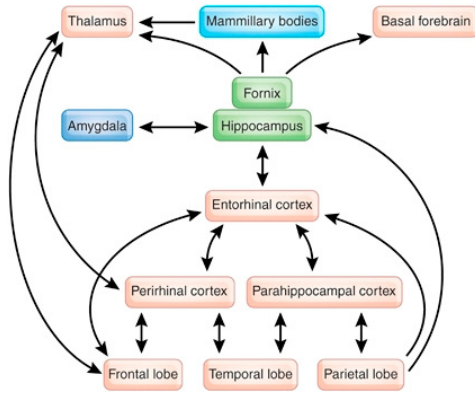 Thalamus
Mammillary bodies
Basal forebrain
Fornix
Amygdala
Hippocampus
Entorhinal cortex
Perirhinal cortex
Parahippocampal cortex
Frontal lobe
Temporal lobe
Parietal lobe